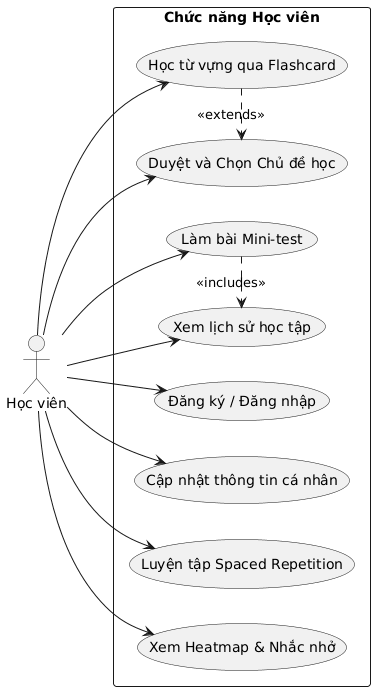 Chức năng Học viên
Học từ vựng qua Flashcard
«extends»
Duyệt và Chọn Chủ đề học
Làm bài Mini-test
«includes»
Xem lịch sử học tập
Học viên
Đăng ký / Đăng nhập
Cập nhật thông tin cá nhân
Luyện tập Spaced Repetition
Xem Heatmap & Nhắc nhở